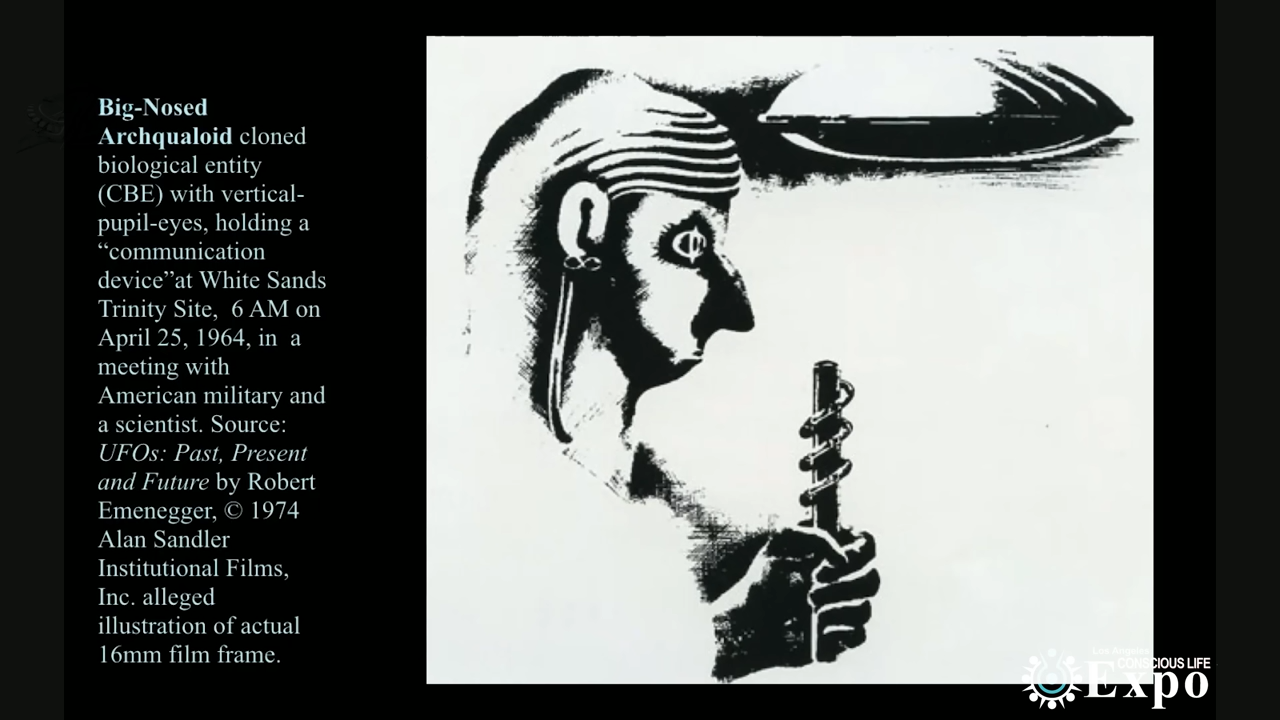 Big-Nosed
Archqualoid cloned
biological entity
(CBE) with vertical-
pupil-eyes, holding a
“communication
device”at White Sands
Trinity Site,  6 AM on
April 25, 1964, in  a
meeting with
American military and
a scientist. Source:
UFOs: Past, Present
and Future by Robert
Emenegger, © 1974
Alan Sandler
Institutional Films,
Inc. alleged
illustration of actual
16mm film frame.
Los Angeles
CONSCIOUS LIFE
Expo